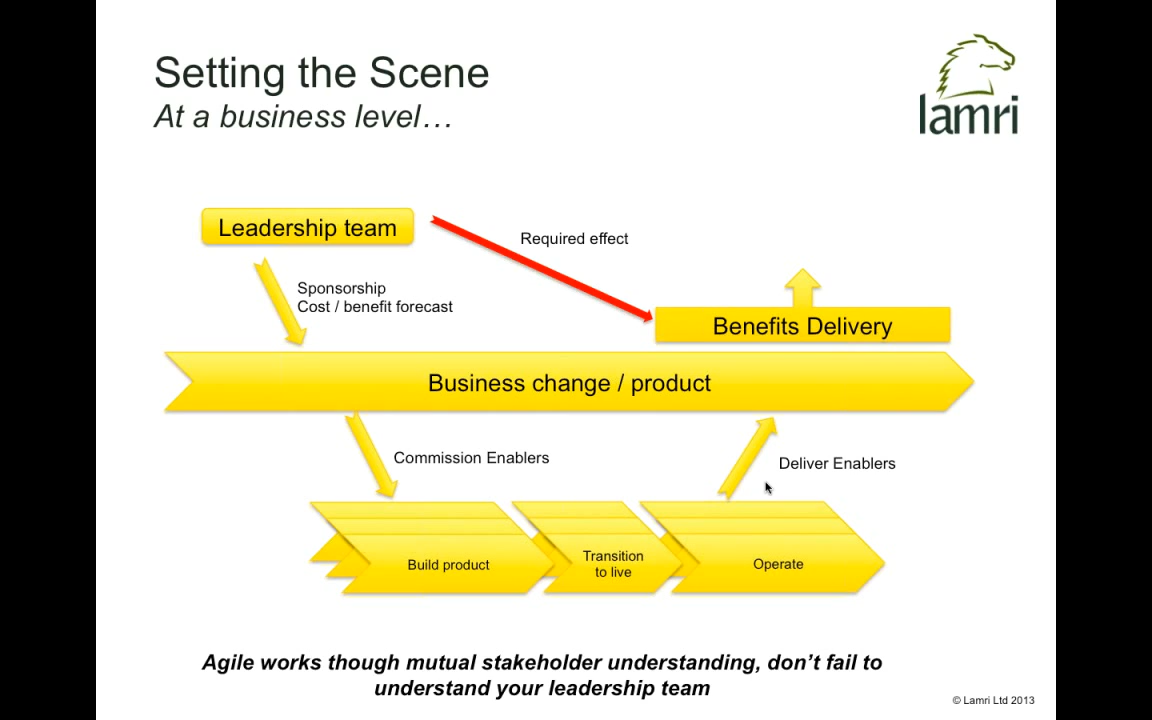 Setting the Scene
At a business level…
lamri
Leadership team
Required effect
Sponsorship
Cost / benefit forecast
Benefits Delivery
Business change / product
Commission Enablers
Deliver Enablers
Build product
Transition
to live
Operate
Agile works though mutual stakeholder understanding, don’t fail to
understand your leadership team
© Lamri Ltd 2013